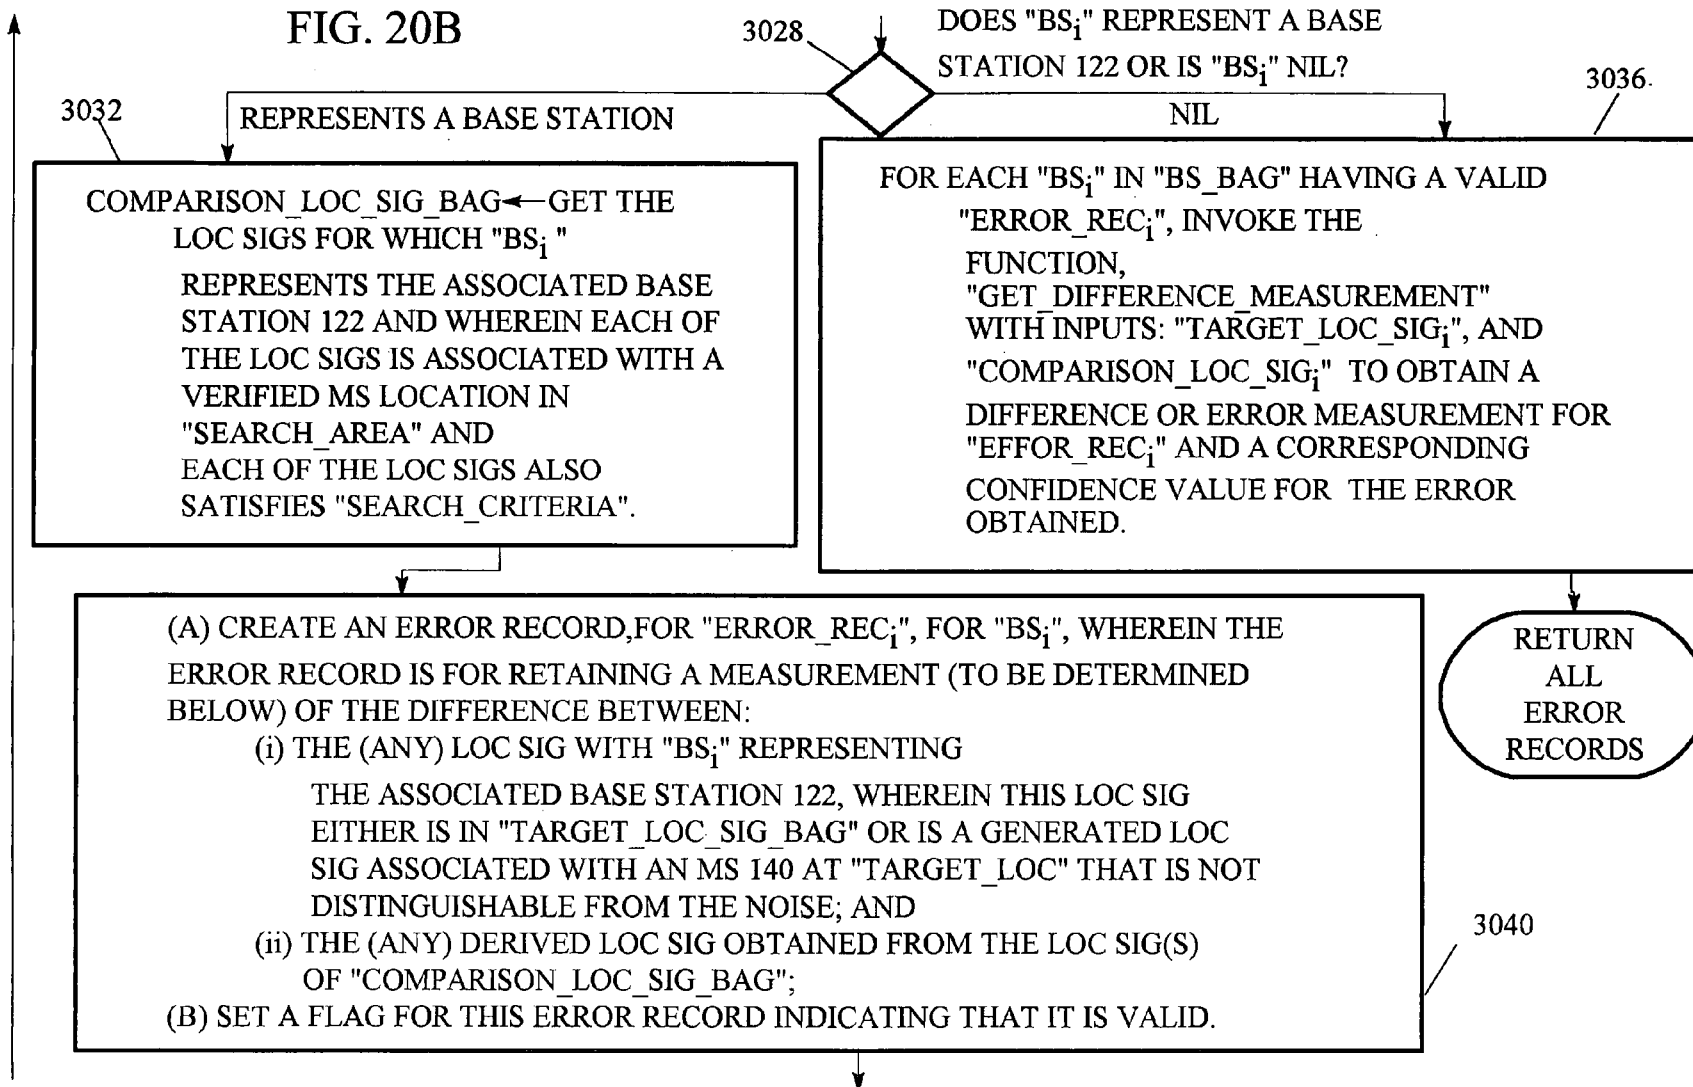 FIG. 20B
3028
DOES "BSi" REPRESENT A BASE
STATION 122 OR IS "BSi" NIL?
3032
REPRESENTS A BASE STATION
NIL
3036.
COMPARISON_LOC_SIG_BAG←GET THE
LOC SIGS FOR WHICH "BSi "
REPRESENTS THE ASSOCIATED BASE
STATION 122 AND WHEREIN EACH OF
THE LOC SIGS IS ASSOCIATED WITH A
VERIFIED MS LOCATION IN
"SEARCH_AREA" AND
EACH OF THE LOC SIGS ALSO
SATISFIES "SEARCH_CRITERIA".
FOR EACH "BSi" IN "BS_BAG" HAVING A VALID
"ERROR_RECi", INVOKE THE
FUNCTION,
"GET_DIFFERENCE_MEASUREMENT"
WITH INPUTS: "TARGET_LOC_SIGi", AND
"COMPARISON_LOC_SIGi" TO OBTAIN A
DIFFERENCE OR ERROR MEASUREMENT FOR
"EFFOR_RECi" AND A CORRESPONDING
CONFIDENCE VALUE FOR THE ERROR
OBTAINED.
(A) CREATE AN ERROR RECORD,FOR "ERROR_RECi", FOR "BSi", WHEREIN THE
ERROR RECORD IS FOR RETAINING A MEASUREMENT (TO BE DETERMINED
BELOW) OF THE DIFFERENCE BETWEEN:
(i) THE (ANY) LOC SIG WITH "BSi" REPRESENTING
THE ASSOCIATED BASE STATION 122, WHEREIN THIS LOC SIG
EITHER IS IN "TARGET_LOC_SIG_BAG" OR IS A GENERATED LOC
SIG ASSOCIATED WITH AN MS 140 AT "TARGET_LOC" THAT IS NOT
DISTINGUISHABLE FROM THE NOISE; AND
(ii) THE (ANY) DERIVED LOC SIG OBTAINED FROM THE LOC SIG(S)
OF "COMPARISON_LOC_SIG_BAG";
(B) SET A FLAG FOR THIS ERROR RECORD INDICATING THAT IT IS VALID.
3040
RETURN
ALL
ERROR
RECORDS